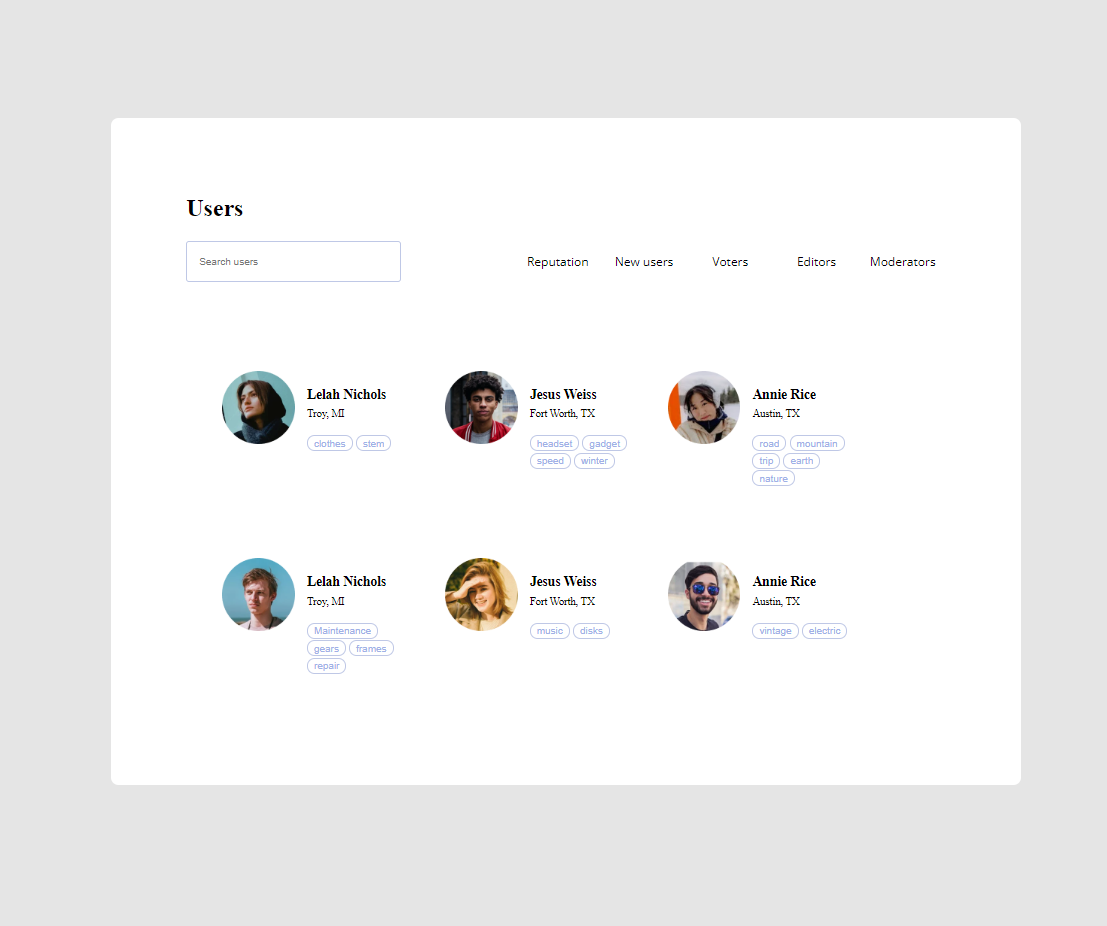 Users
Search users
Reputation New users Voters Editors Moderators
Lelah Nichols
Troy, MI
clothes stem
Jesus Weiss
Fort Worth, TX
headset gadget
speed winter
Annie Rice
Austin, TX
road mountain
trip earth
nature
Lelah Nichols
Troy, MI
Maintenance
gears frames
repair
Jesus Weiss
Fort Worth, TX
music disks
Annie Rice
Austin, TX
vintage electric